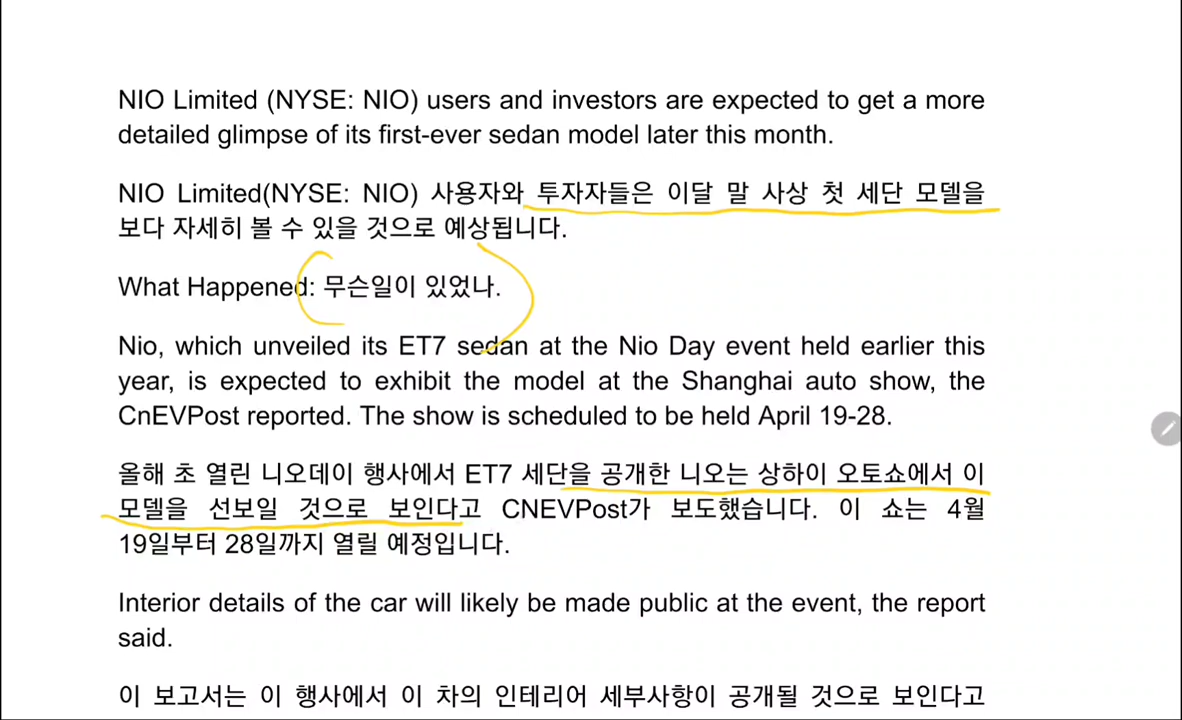 NIO Limited (NYSE: NIO) users and investors are expected to get a more
detailed glimpse of its first-ever sedan model later this month.
NIO Limited(NYSE: NIO) 사용자와 투자자들은 이달 말 사상 첫 세단 모델을
보다 자세히 볼 수 있을 것으로 예상됩니다.
What Happened: 무슨일이 있었나.
Nio, which unveiled its ET7 sedan at the Nio Day event held earlier this
year, is expected to exhibit the model at the Shanghai auto show, the
CnEVPost reported. The show is scheduled to be held April 19-28.
올해 초 열린 니오데이 행사에서 ET7 세단을 공개한 니오는 상하이 오토쇼에서 이
모델을 선보일 것으로 보인다고 CNEVPost가 보도했습니다. 이 쇼는 4월
19일부터 28일까지 열릴 예정입니다.
Interior details of the car will likely be made public at the event, the report
said.
이 보고서는 이 행사에서 이 차의 인테리어 세부사항이 공개될 것으로 보인다고